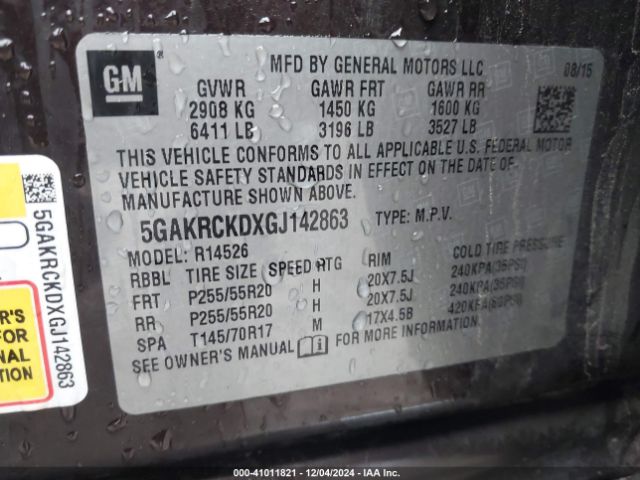 GM
MFD BY GENERAL MOTORS LLC 08/15
GVWR GAWR FRT GAWR RR
2908 KG 1450 KG 1600 KG
6411 LB 3196 LB 3527 LB
THIS VEHICLE CONFORMS TO ALL APPLICABLE U.S. FEDERAL MOTOR
VEHICLE SAFETY STANDARDS IN EFFECT ON THE DATE OF
MANUFACTURE SHOWN ABOVE.
5GAKRCKDXGJ142863 TYPE: M.P.V.
MODEL: R14526
RBBL TIRE SIZE SPEED RTG RIM COLD TIRE PRESSURE
FRT P255/55R20 H 20X7.5J 240KPA(35PSI)
RR P255/55R20 H 20X7.5J 240KPA(35PSI)
SPA T145/70R17 M 17X4.5B 420KPA(60PSI)
SEE OWNER'S MANUAL FOR MORE INFORMATION.
5GAKRCKDXGJ142863
ER'S
FOR
ONAL
TION
000-41011821 - 12/04/2024 - IAA Inc.